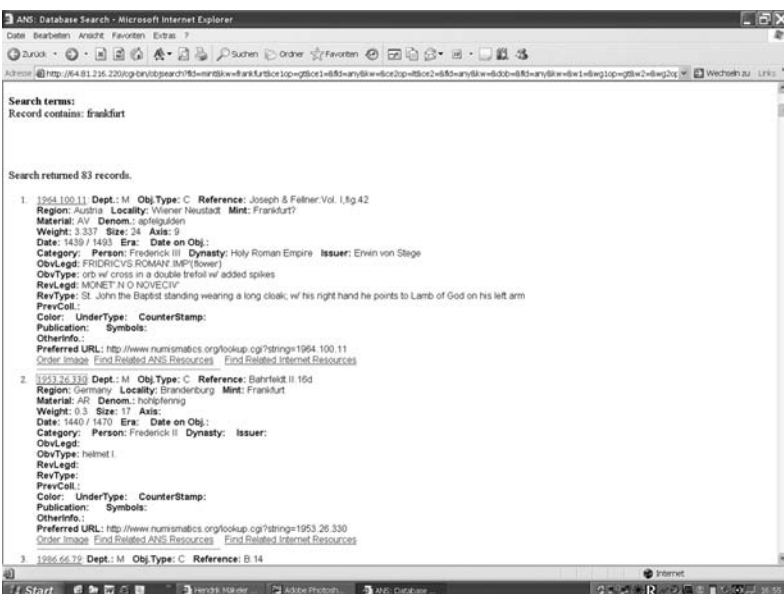 ANS: Database Search - Microsoft Internet Explorer
Datei Bearbeiten Ansicht Favoriten Extras ?
Zurück Suchen Ordner Favoriten
Adresse Wechseln zu Links
Search terms:
Record contains: frankfurt
Search returned 83 records.
1. 1964.100.11 Dept.: M Obj.Type: C Reference: Joseph & Fellner:Vol. I,fig.42
Region: Austria Locality: Wiener Neustadt Mint: Frankfurt?
Material: AV Denom.: apfelgulden
Weight: 3.337 Size: 24 Axis: 9
Date: 1439 / 1493 Era: Date on Obj.:
Category: Person: Frederick III Dynasty: Holy Roman Empire Issuer: Erwin von Stege
ObvLegd: FRIDRICVS.ROMAN'.IMP'(flower)
ObvType: orb w/ cross in a double trefoil w/ added spikes
RevLegd: MONET'.N O NOVECIV'
RevType: St. John the Baptist standing wearing a long cloak; w/ his right hand he points to Lamb of God on his left arm
PrevColl.:
Color: UnderType: CounterStamp:
Publication: Symbols:
OtherInfo.:
Preferred URL: http://www.numismatics.org/lookup.cgi?string=1964.100.11
Order Image Find Related ANS Resources Find Related Internet Resources
2. 1953.26.330 Dept.: M Obj.Type: C Reference: Bahrfeldt.II.16d
Region: Germany Locality: Brandenburg Mint: Frankfurt
Material: AR Denom.: hohlpfennig
Weight: 0.3 Size: 17 Axis:
Date: 1440 / 1470 Era: Date on Obj.:
Category: Person: Frederick II Dynasty: Issuer:
ObvLegd:
ObvType: helmet l.
RevLegd:
RevType:
PrevColl.:
Color: UnderType: CounterStamp:
Publication: Symbols:
OtherInfo.:
Preferred URL: http://www.numismatics.org/lookup.cgi?string=1953.26.330
Order Image Find Related ANS Resources Find Related Internet Resources
3. 1986.66.79 Dept.: M Obj.Type: C Reference: B.14
Internet
Start Hendrik Mäkeler ... Adobe Photosh... ANS: Database ...